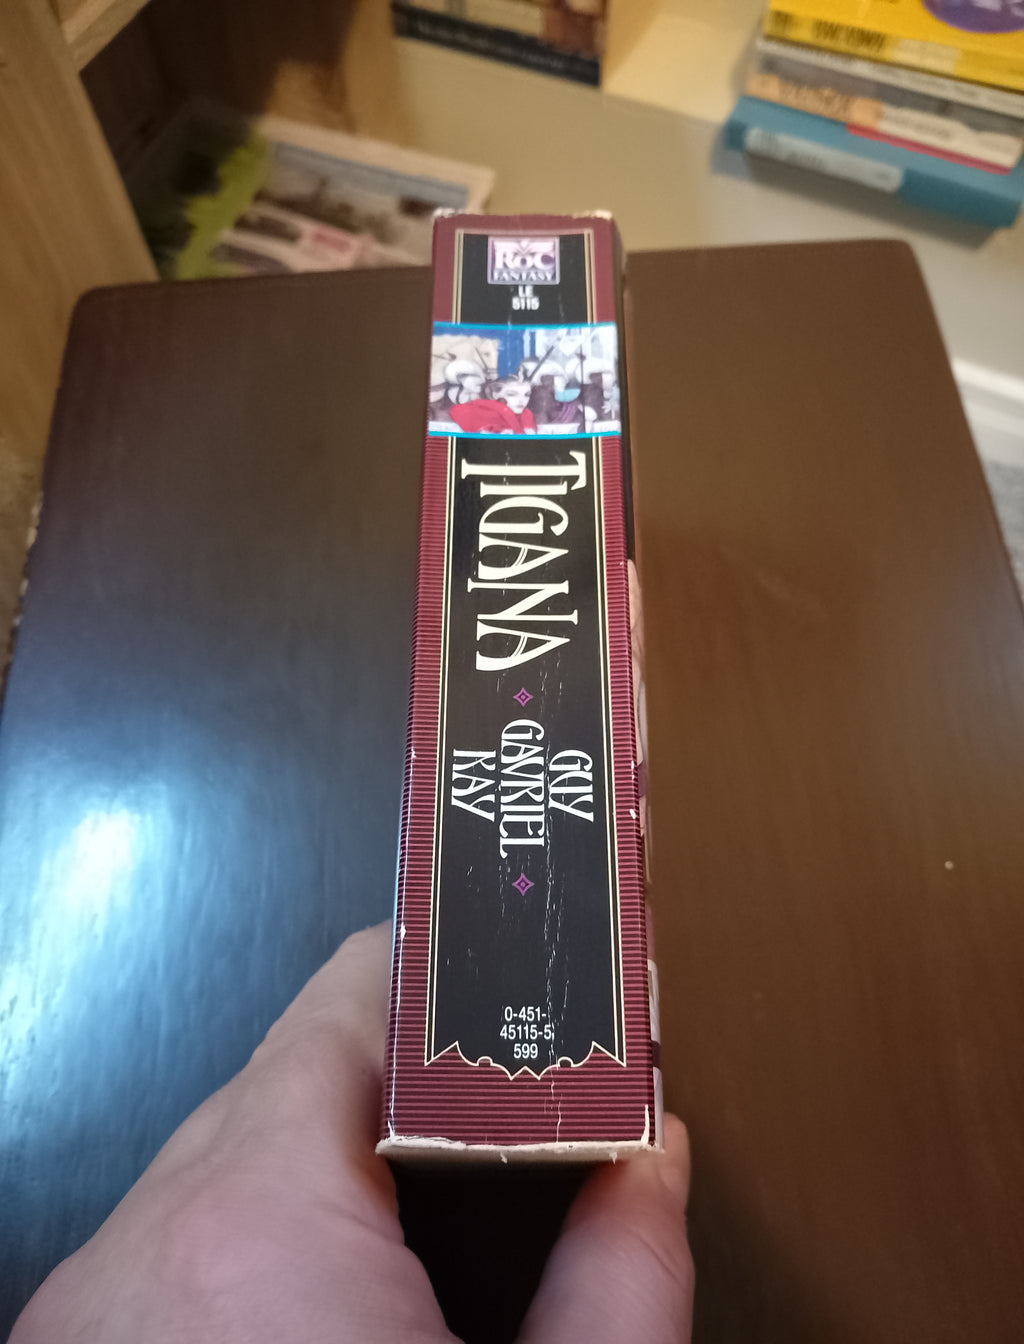 ROC
FANTASY
LE
5115
TIGANA
GUY
GAVRIEL
KAY
0-451-
45115-5
599